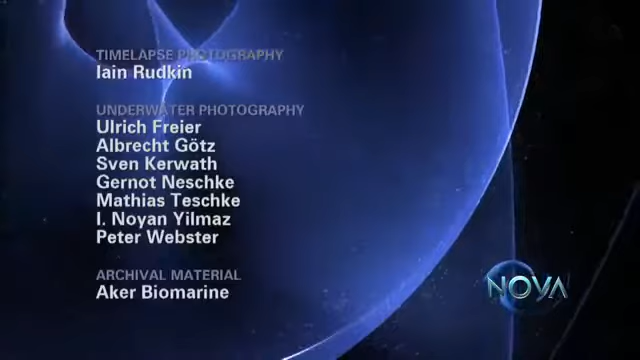 TIMELAPSE PHOTOGRAPHY
Iain Rudkin
UNDERWATER PHOTOGRAPHY
Ulrich Freier
Albrecht Götz
Sven Kerwath
Gernot Neschke
Mathias Teschke
I. Noyan Yilmaz
Peter Webster
ARCHIVAL MATERIAL
Aker Biomarine
NOVA